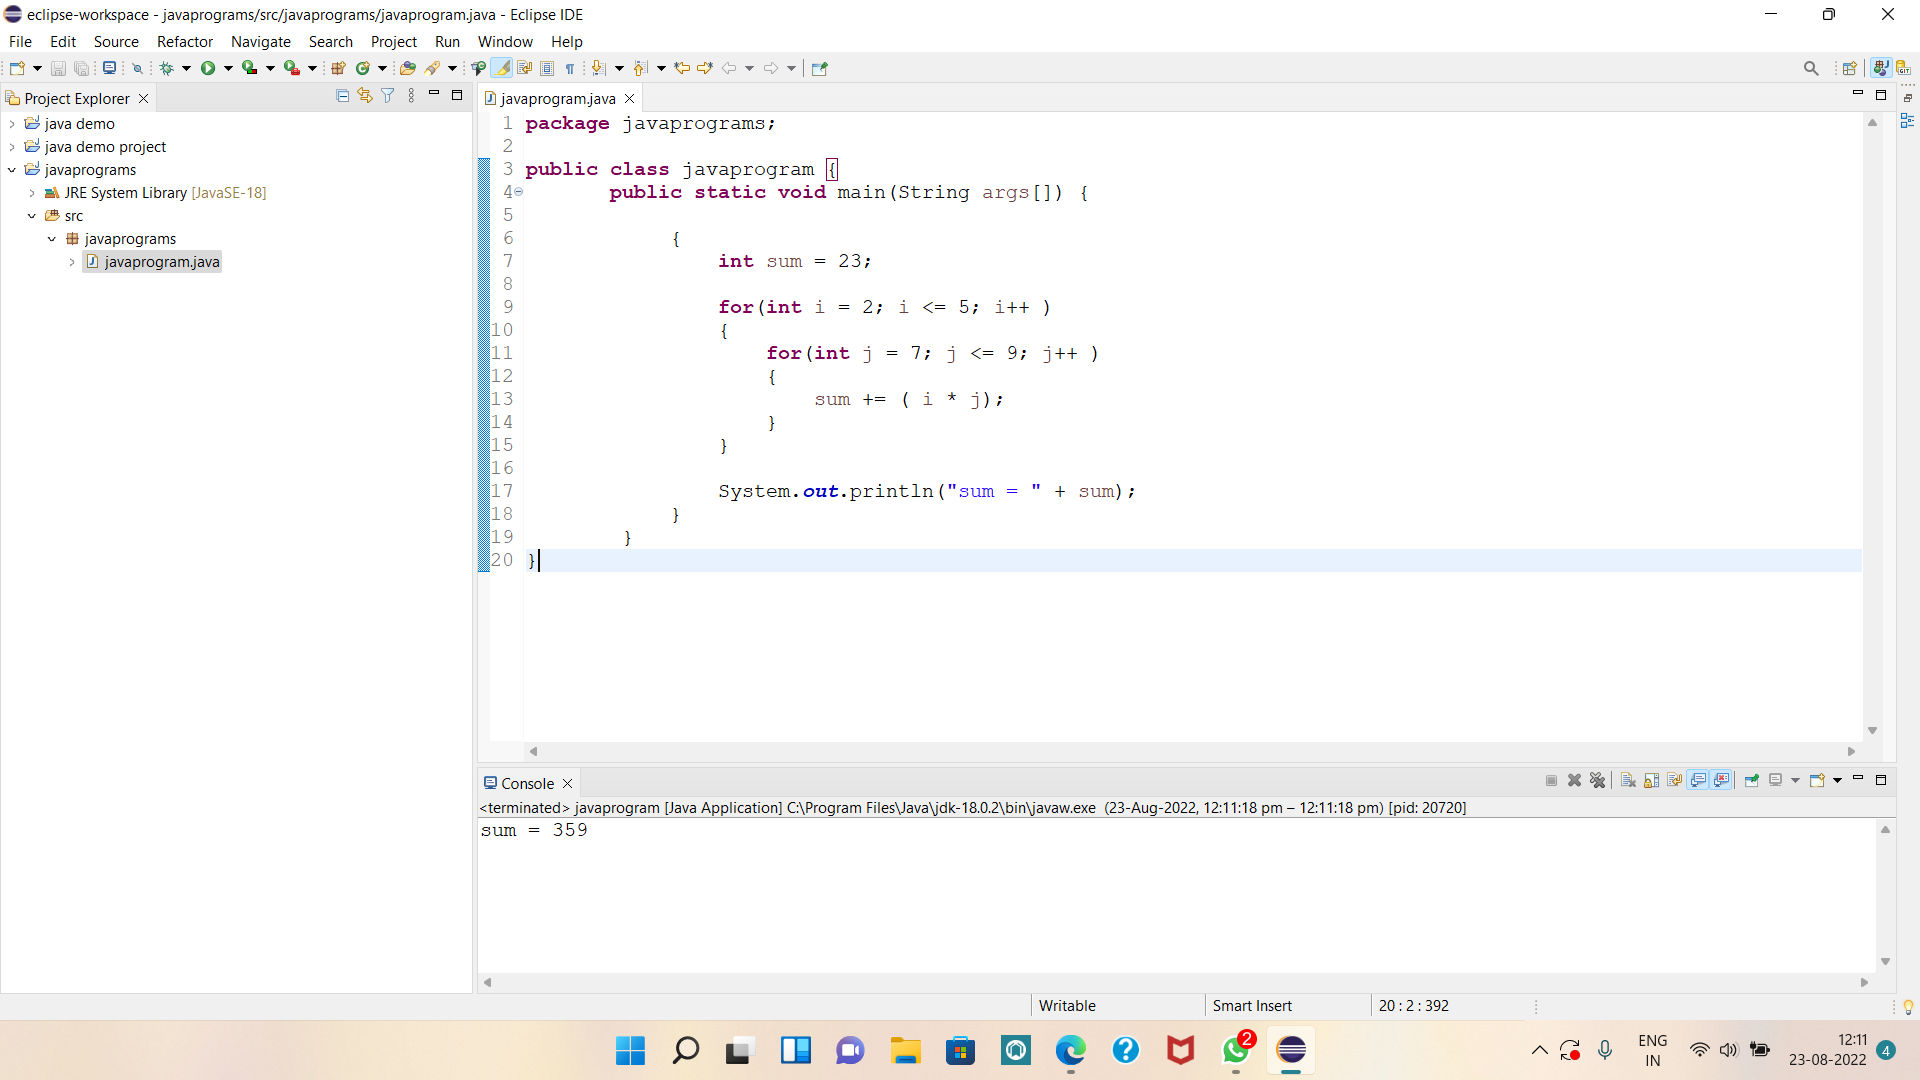 eclipse-workspace - javaprograms/src/javaprograms/javaprogram.java - Eclipse IDE
File Edit Source Refactor Navigate Search Project Run Window Help
Project Explorer
java demo
java demo project
javaprograms
JRE System Library [JavaSE-18]
src
javaprograms
javaprogram.java
javaprogram.java
1 package javaprograms;
2
3 public class javaprogram {
4 public static void main(String args[]) {
5
6 {
7 int sum = 23;
8
9 for(int i = 2; i <= 5; i++ )
10 {
11 for(int j = 7; j <= 9; j++ )
12 {
13 sum += ( i * j);
14 }
15 }
16
17 System.out.println("sum = " + sum);
18 }
19 }
20 }
Console
<terminated> javaprogram [Java Application] C:\Program Files\Java\jdk-18.0.2\bin\javaw.exe (23-Aug-2022, 12:11:18 pm – 12:11:18 pm) [pid: 20720]
sum = 359
Writable Smart Insert 20 : 2 : 392
2
ENG
IN
12:11
23-08-2022
4